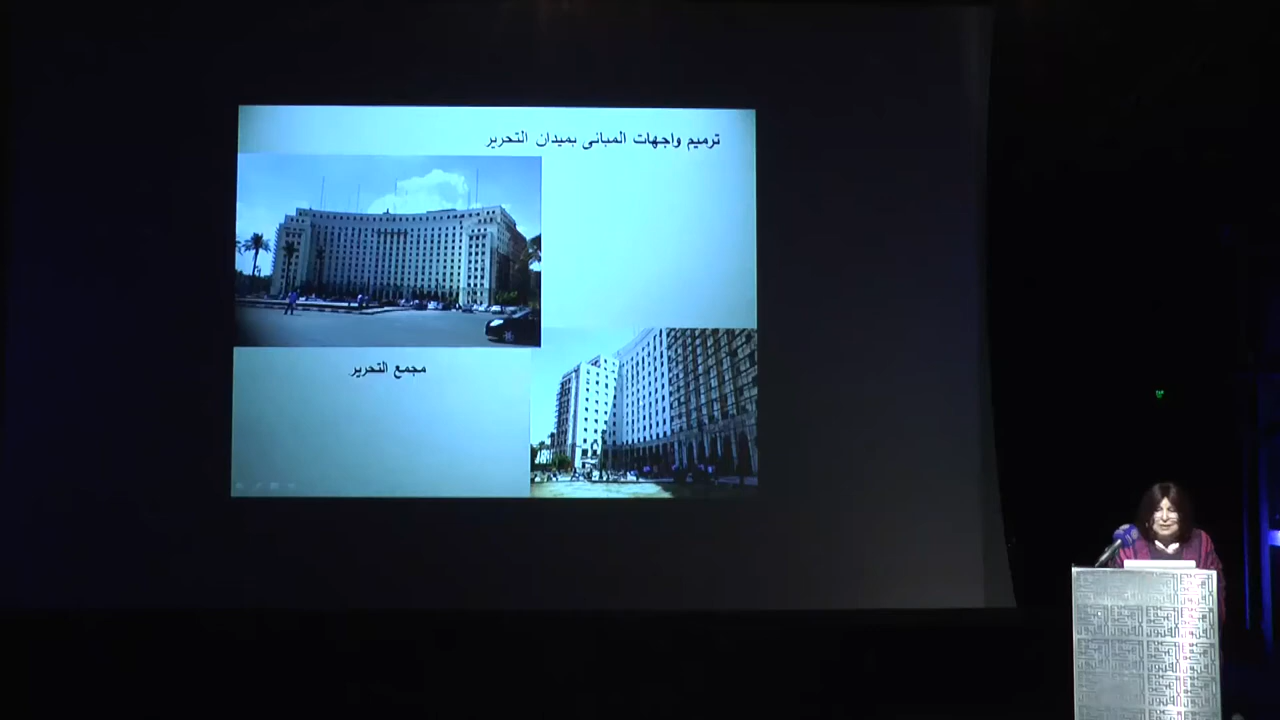 ترميم واجهات المبانى بميدان التحرير
مجمع التحرير